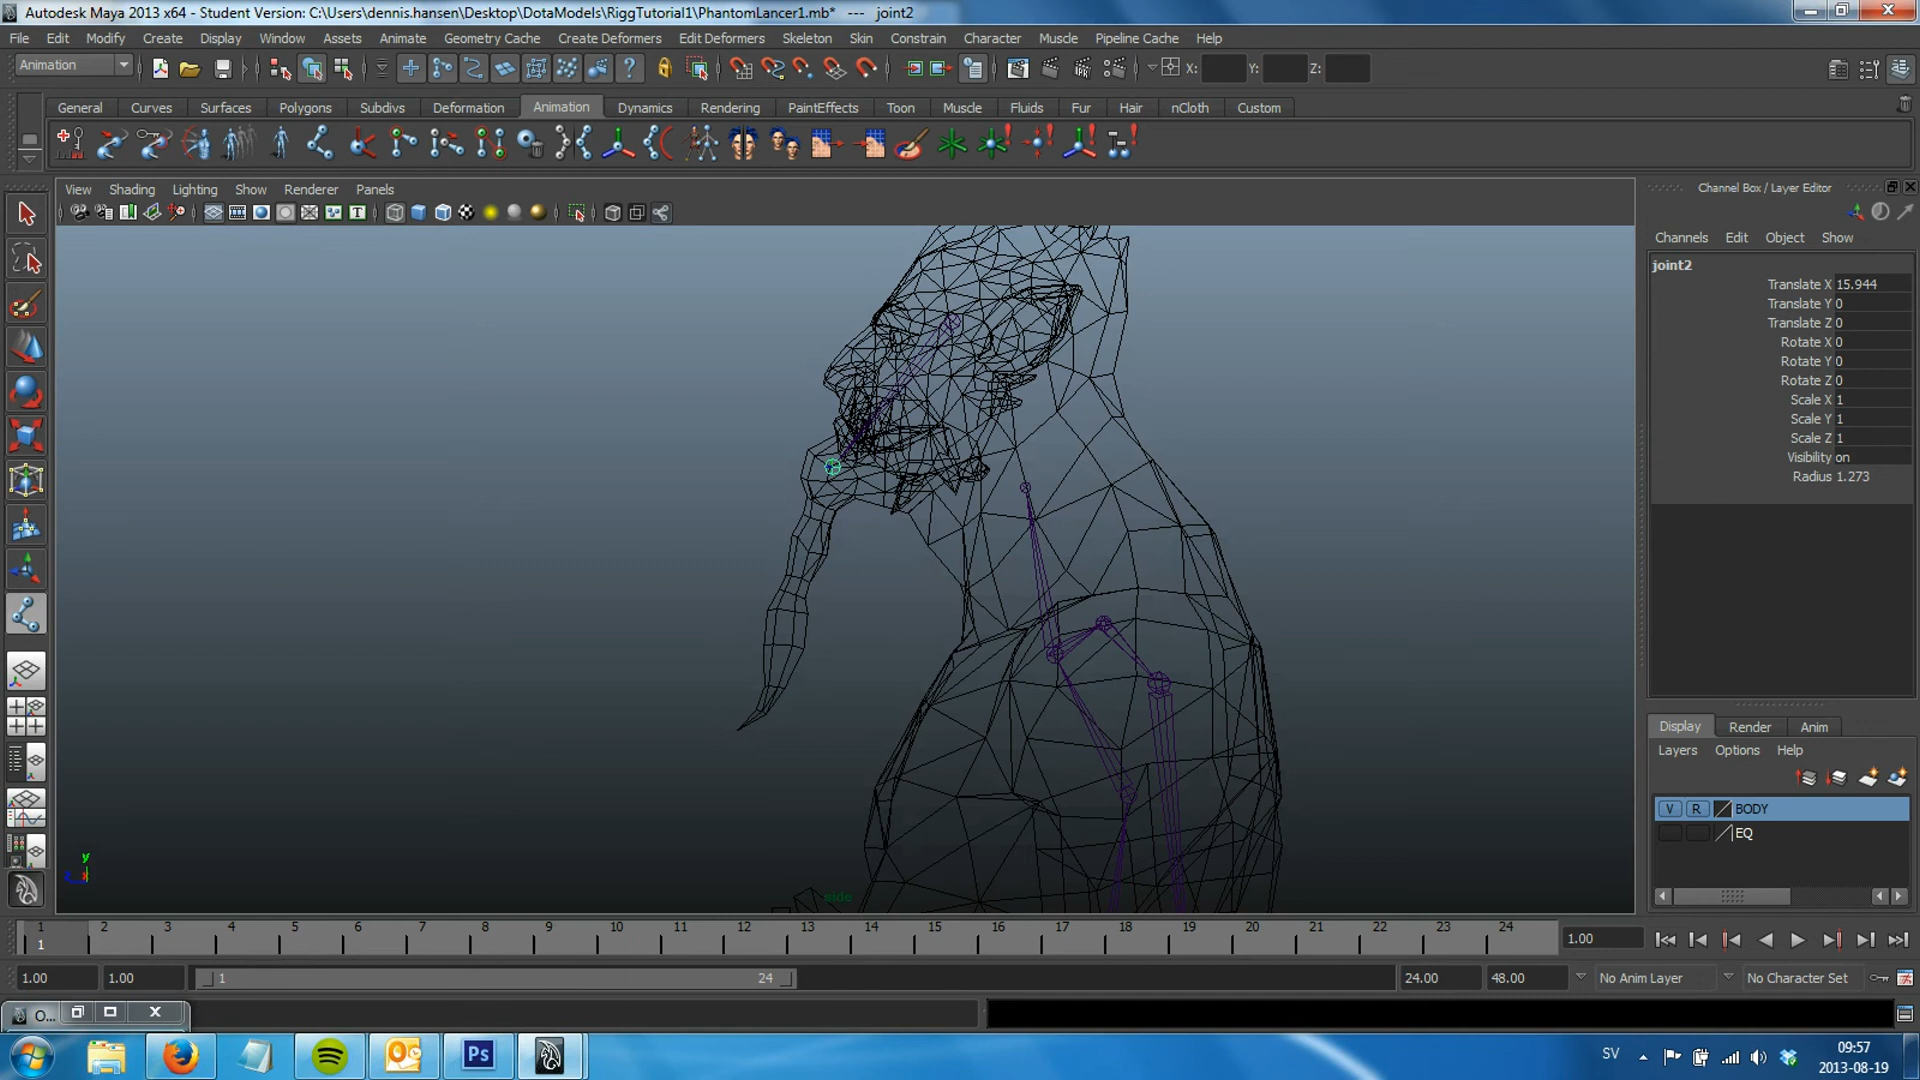 Autodesk Maya 2013 x64 - Student Version: C:\Users\dennis.hansen\Desktop\DotaModels\RiggTutorial1\PhantomLancer1.mb* --- joint2
File Edit Modify Create Display Window Assets Animate Geometry Cache Create Deformers Edit Deformers Skeleton Skin Constrain Character Muscle Pipeline Cache Help
Animation X: Y: Z:
General Curves Surfaces Polygons Subdivs Deformation Animation Dynamics Rendering PaintEffects Toon Muscle Fluids Fur Hair nCloth Custom
View Shading Lighting Show Renderer Panels
Channel Box / Layer Editor
Channels Edit Object Show
joint2
Translate X 15.944
Translate Y 0
Translate Z 0
Rotate X 0
Rotate Y 0
Rotate Z 0
Scale X 1
Scale Y 1
Scale Z 1
Visibility on
Radius 1.273
Display Render Anim
Layers Options Help
V R BODY
EQ
y
side
1 2 3 4 5 6 7 8 9 10 11 12 13 14 15 16 17 18 19 20 21 22 23 24
1
1.00
1.00 1.00 1 24 24.00 48.00 No Anim Layer No Character Set
O...
Ps
SV
09:57
2013-08-19